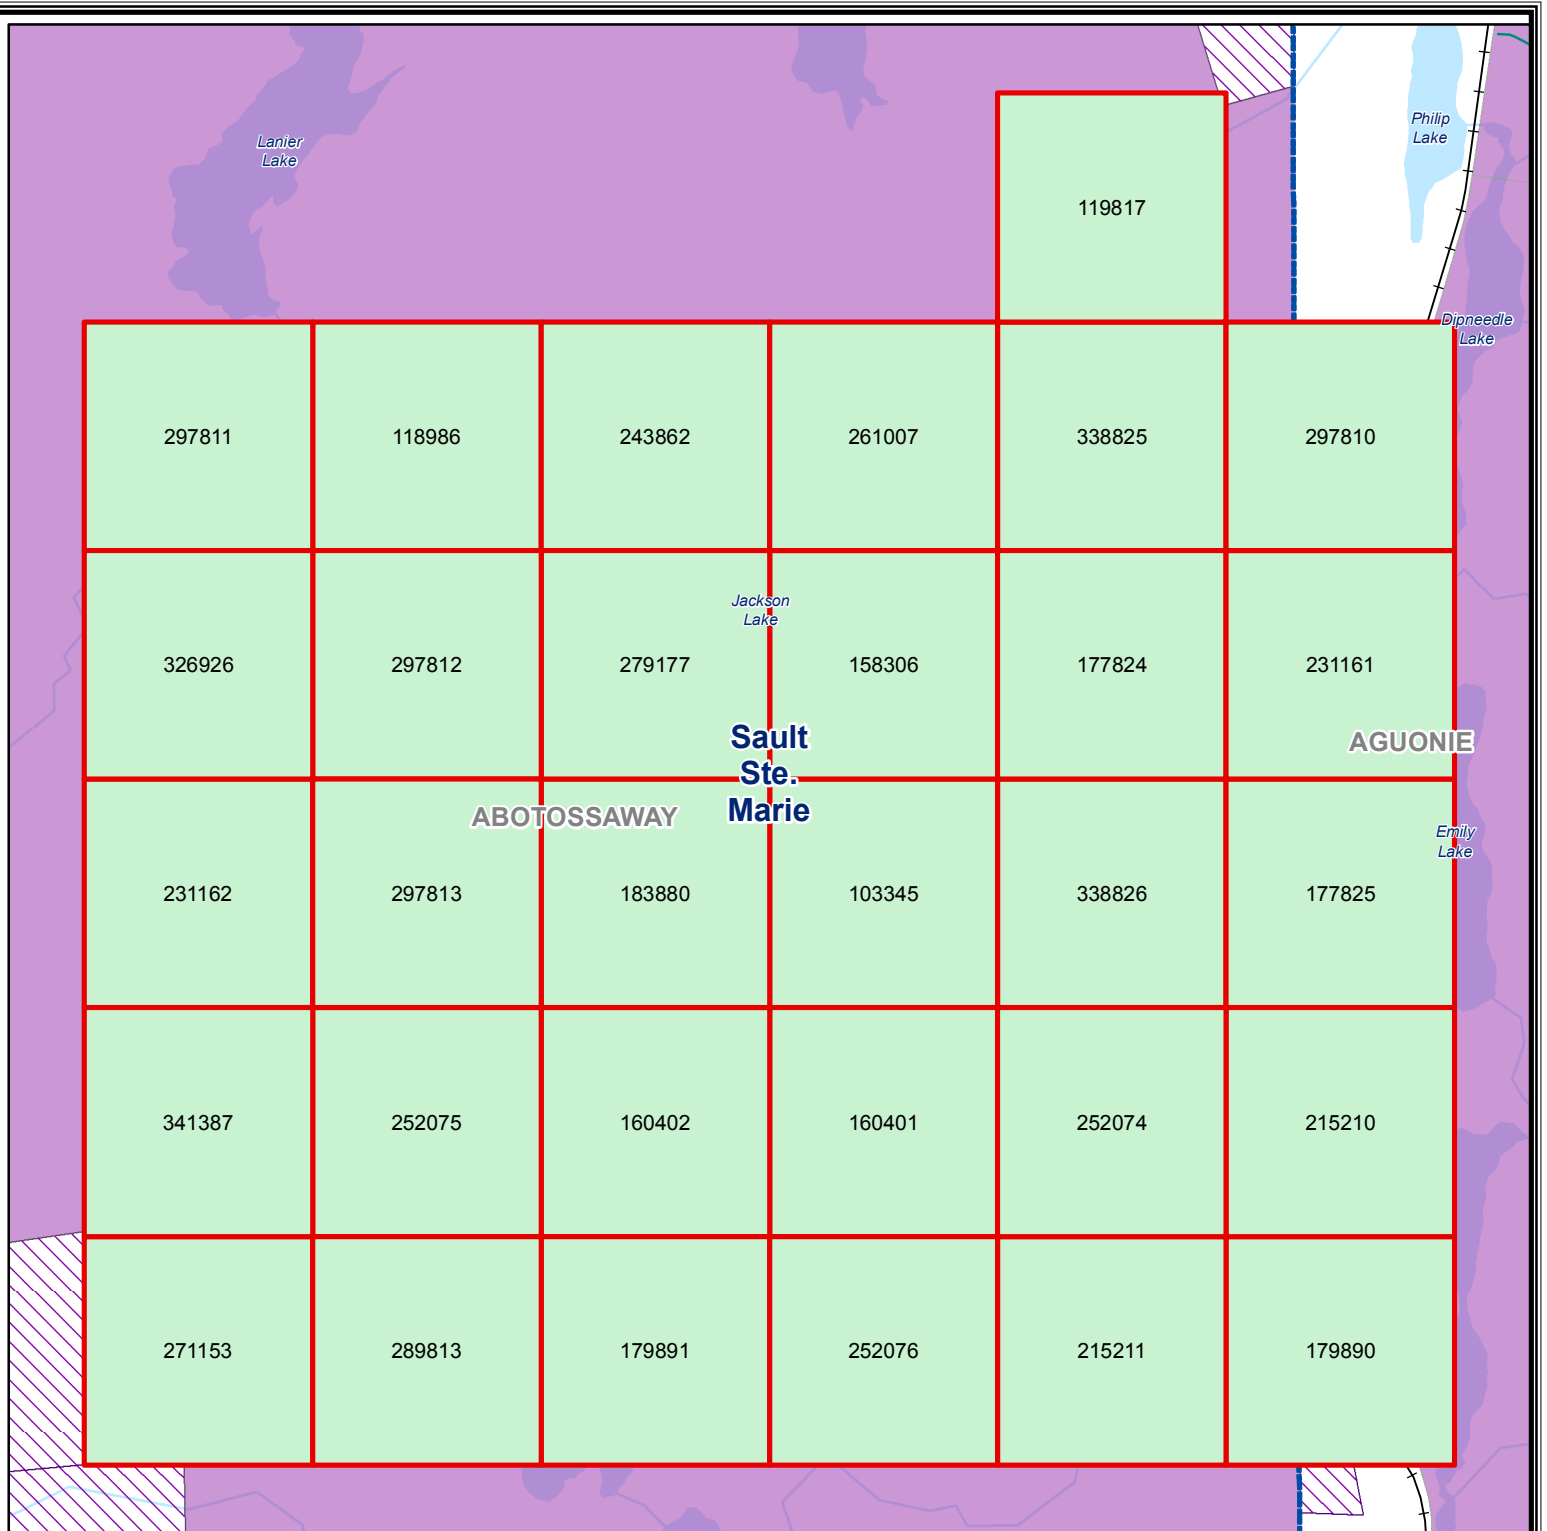 Lanier
Lake
Philip
Lake
119817
Dipneedle
Lake
297811
118986
243862
261007
338825
297810
Jackson
Lake
326926
297812
279177
158306
177824
231161
Sault
Ste.
Marie
AGUONIE
ABOTOSSAWAY
Emily
Lake
231162
297813
183880
103345
338826
177825
341387
252075
160402
160401
252074
215210
271153
289813
179891
252076
215211
179890